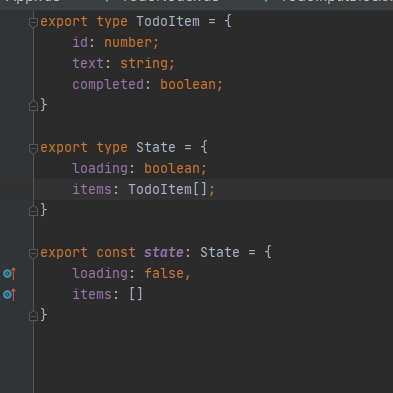 export type TodoItem = {
    id: number;
    text: string;
    completed: boolean;
}
export type State = {
    loading: boolean;
    items: TodoItem[];
}
export const state: State = {
    loading: false,
    items: []
}